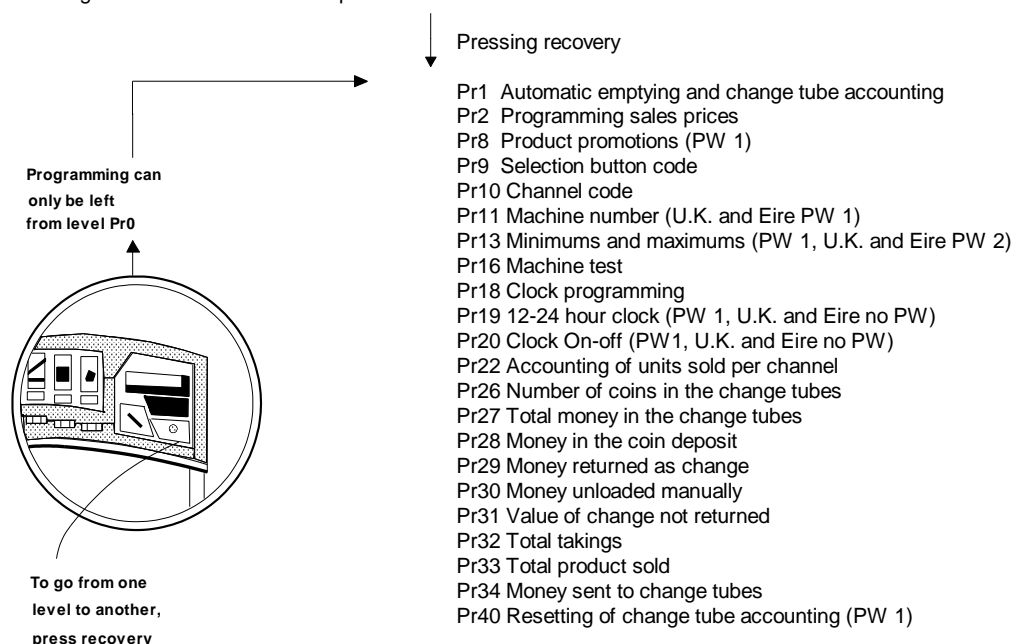 Pressing recovery
Pr1 Automatic emptying and change tube accounting
Pr2 Programming sales prices
Pr8 Product promotions (PW 1)
Pr9 Selection button code
Pr10 Channel code
Pr11 Machine number (U.K. and Eire PW 1)
Pr13 Minimums and maximums (PW 1, U.K. and Eire PW 2)
Pr16 Machine test
Pr18 Clock programming
Pr19 12-24 hour clock (PW 1, U.K. and Eire no PW)
Pr20 Clock On-off (PW1, U.K. and Eire no PW)
Pr22 Accounting of units sold per channel
Pr26 Number of coins in the change tubes
Pr27 Total money in the change tubes
Pr28 Money in the coin deposit
Pr29 Money returned as change
Pr30 Money unloaded manually
Pr31 Value of change not returned
Pr32 Total takings
Pr33 Total product sold
Pr34 Money sent to change tubes
Pr40 Resetting of change tube accounting (PW 1)
Programming can
only be left
from level Pr0
To go from one
level to another,
press recovery